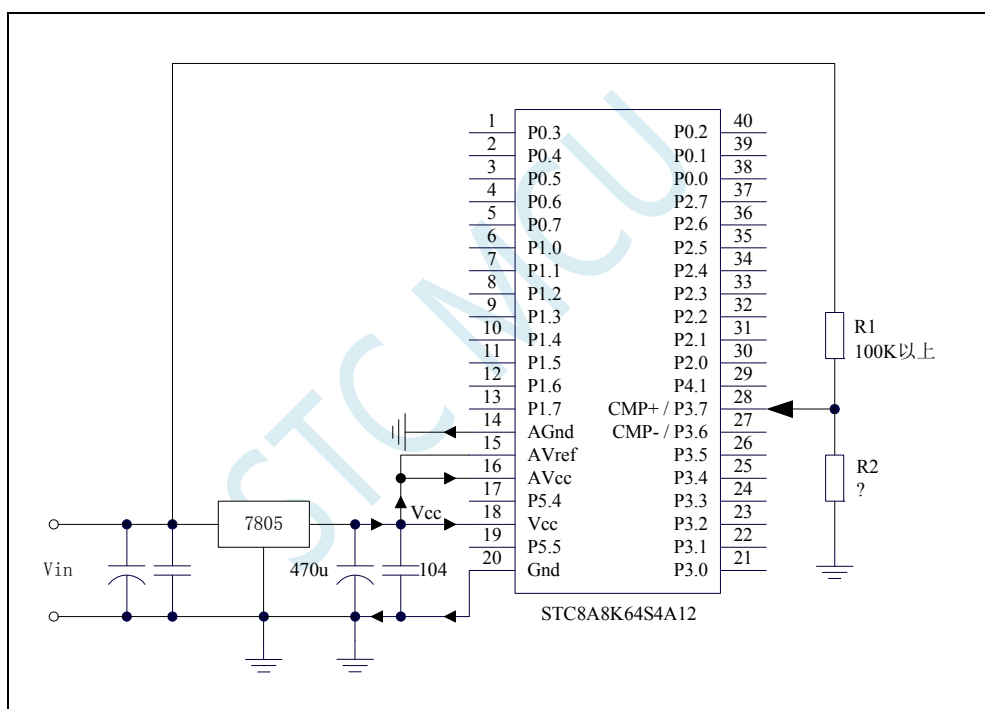 STC MCU
1 P0.3
2 P0.4
3 P0.5
4 P0.6
5 P0.7
6 P1.0
7 P1.1
8 P1.2
9 P1.3
10 P1.4
11 P1.5
12 P1.6
13 P1.7
14 AGnd
15 AVref
16 AVcc
17 P5.4
18 Vcc
19 P5.5
20 Gnd
P0.2 40
P0.1 39
P0.0 38
P2.7 37
P2.6 36
P2.5 35
P2.4 34
P2.3 33
P2.2 32
P2.1 31
P2.0 30
P4.1 29
CMP+ / P3.7 28
CMP- / P3.6 27
P3.5 26
P3.4 25
P3.3 24
P3.2 23
P3.1 22
P3.0 21
R1
100K以上
R2
?
Vcc
7805
Vin
470u
104
STC8A8K64S4A12